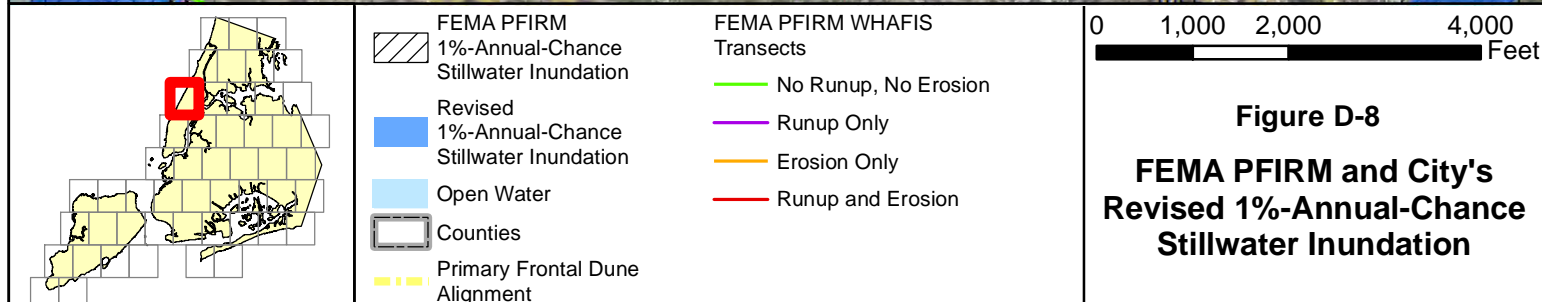 FEMA PFIRM
1%-Annual-Chance
Stillwater Inundation
Revised
1%-Annual-Chance
Stillwater Inundation
Open Water
Counties
Primary Frontal Dune
Alignment
FEMA PFIRM WHAFIS
Transects
No Runup, No Erosion
Runup Only
Erosion Only
Runup and Erosion
0 1,000 2,000 4,000
Feet
Figure D-8
FEMA PFIRM and City's
Revised 1%-Annual-Chance
Stillwater Inundation